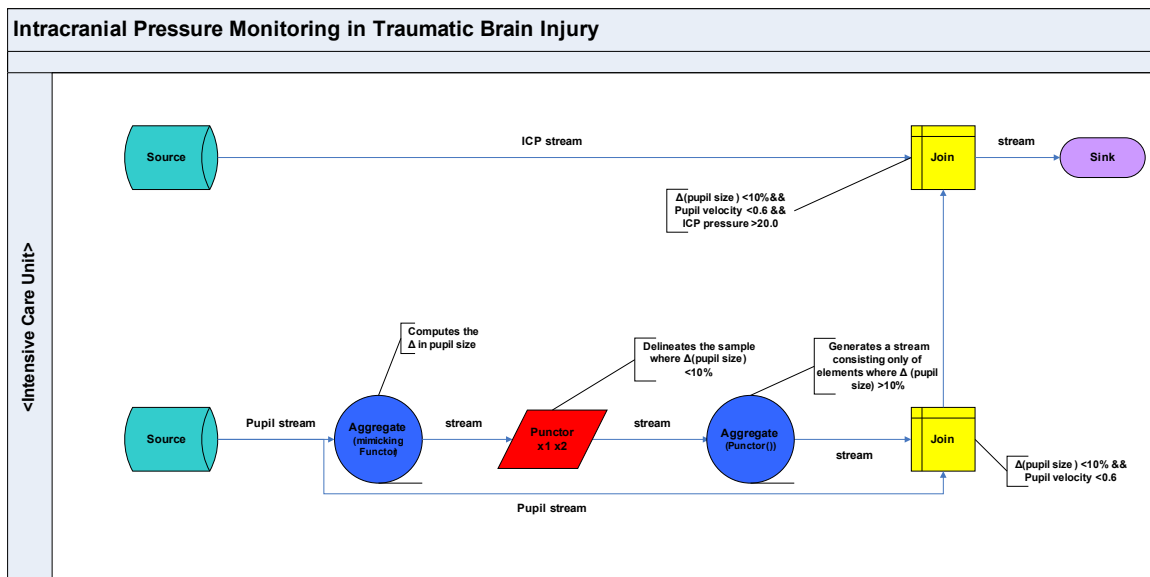 Intracranial Pressure Monitoring in Traumatic Brain Injury
<Intensive Care Unit>
Source
ICP stream
Join
stream
Sink
Δ(pupil size ) <10%&&
Pupil velocity <0.6 &&
ICP pressure >20.0
Computes the
Δ in pupil size
Delineates the sample
where Δ(pupil size )
<10%
Generates a stream
consisting only of
elements where Δ (pupil
size) >10%
Source
Pupil stream
Aggregate
(mimicking
Functor)
stream
Punctor
x1 x2
stream
Aggregate
(Punctor())
stream
Join
Δ(pupil size ) <10% &&
Pupil velocity <0.6
Pupil stream